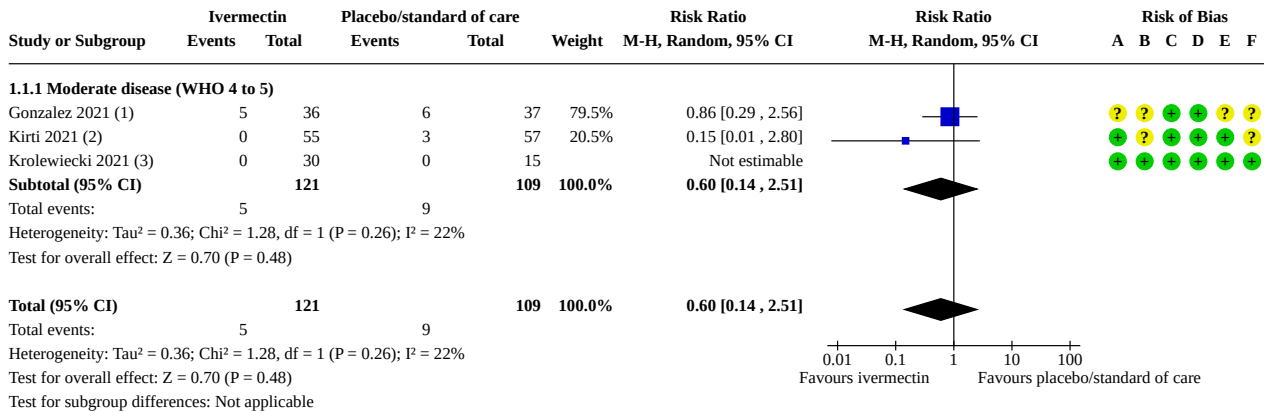 Ivermectin Placebo/standard of care Risk Ratio Risk Ratio Risk of Bias
Study or Subgroup Events Total Events Total Weight M-H, Random, 95% CI M-H, Random, 95% CI A B C D E F
1.1.1 Moderate disease (WHO 4 to 5)
Gonzalez 2021 (1) 5 36 6 37 79.5% 0.86 [0.29 , 2.56] ? ? + + ? ?
Kirti 2021 (2) 0 55 3 57 20.5% 0.15 [0.01 , 2.80] + ? + + + ?
Krolewiecki 2021 (3) 0 30 0 15 Not estimable + + + + + +
Subtotal (95% CI) 121 109 100.0% 0.60 [0.14 , 2.51]
Total events: 5 9
Heterogeneity: Tau² = 0.36; Chi² = 1.28, df = 1 (P = 0.26); I² = 22%
Test for overall effect: Z = 0.70 (P = 0.48)
Total (95% CI) 121 109 100.0% 0.60 [0.14 , 2.51]
Total events: 5 9
Heterogeneity: Tau² = 0.36; Chi² = 1.28, df = 1 (P = 0.26); I² = 22%
0.01 0.1 1 10 100
Test for overall effect: Z = 0.70 (P = 0.48) Favours ivermectin Favours placebo/standard of care
Test for subgroup differences: Not applicable